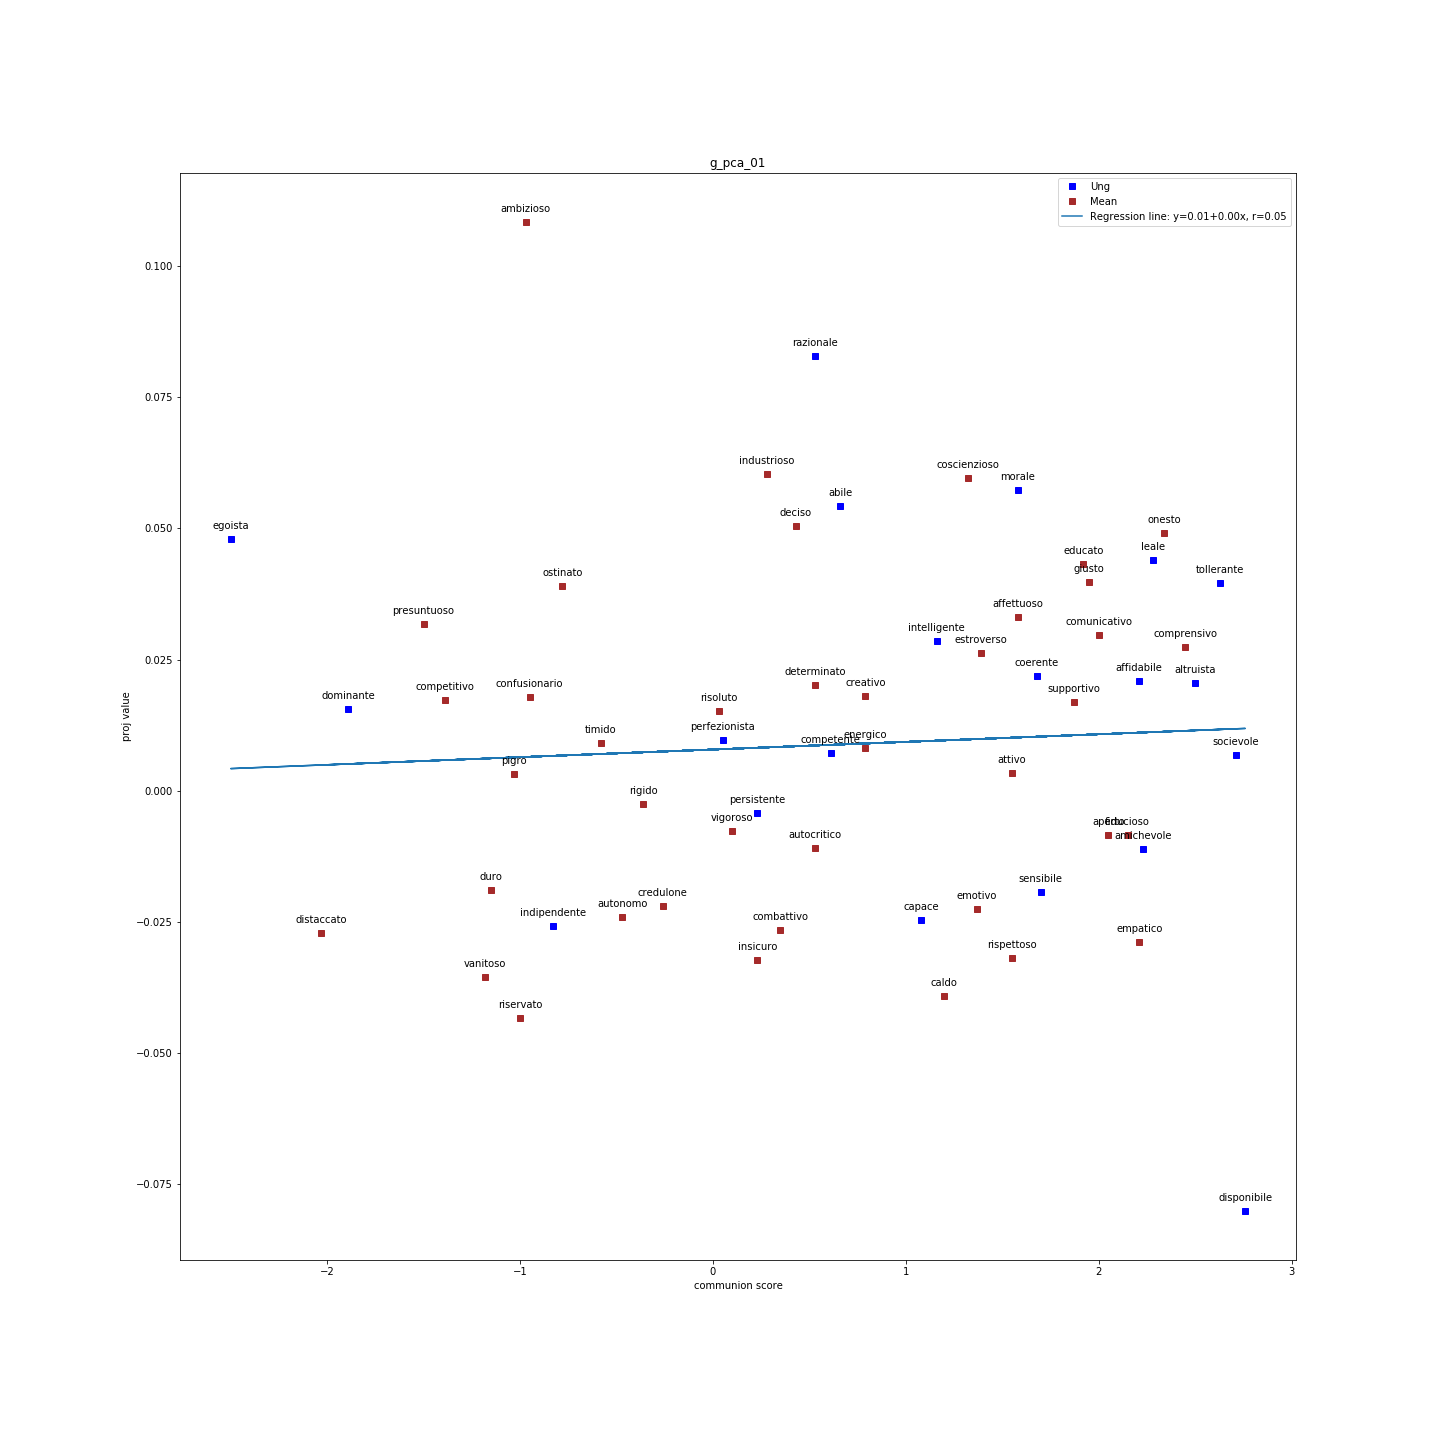 g_pca_01
Ung
Mean
Regression line: y=0.01+0.00x, r=0.05
ambizioso
0.100
razionale
0.075
industrioso
coscienzioso
morale
abile
deciso
onesto
egoista
0.050
leale
educato
giusto
tollerante
ostinato
affettuoso
presuntuoso
comunicativo
intelligente
comprensivo
estroverso
0.025
coerente
affidabile
altruista
determinato
creativo
confusionario
competitivo
supportivo
dominante
risoluto
proj value
perfezionista
timido
energico
competente
socievole
pigro
attivo
0.000
rigido
persistente
vigoroso
aperto
amichevole
autocritico
duro
sensibile
credulone
emotivo
autonomo
capace
indipendente
combattivo
distaccato
−0.025
empatico
insicuro
rispettoso
vanitoso
caldo
riservato
−0.050
−0.075
disponibile
−2
−1
0
1
2
3
communion score